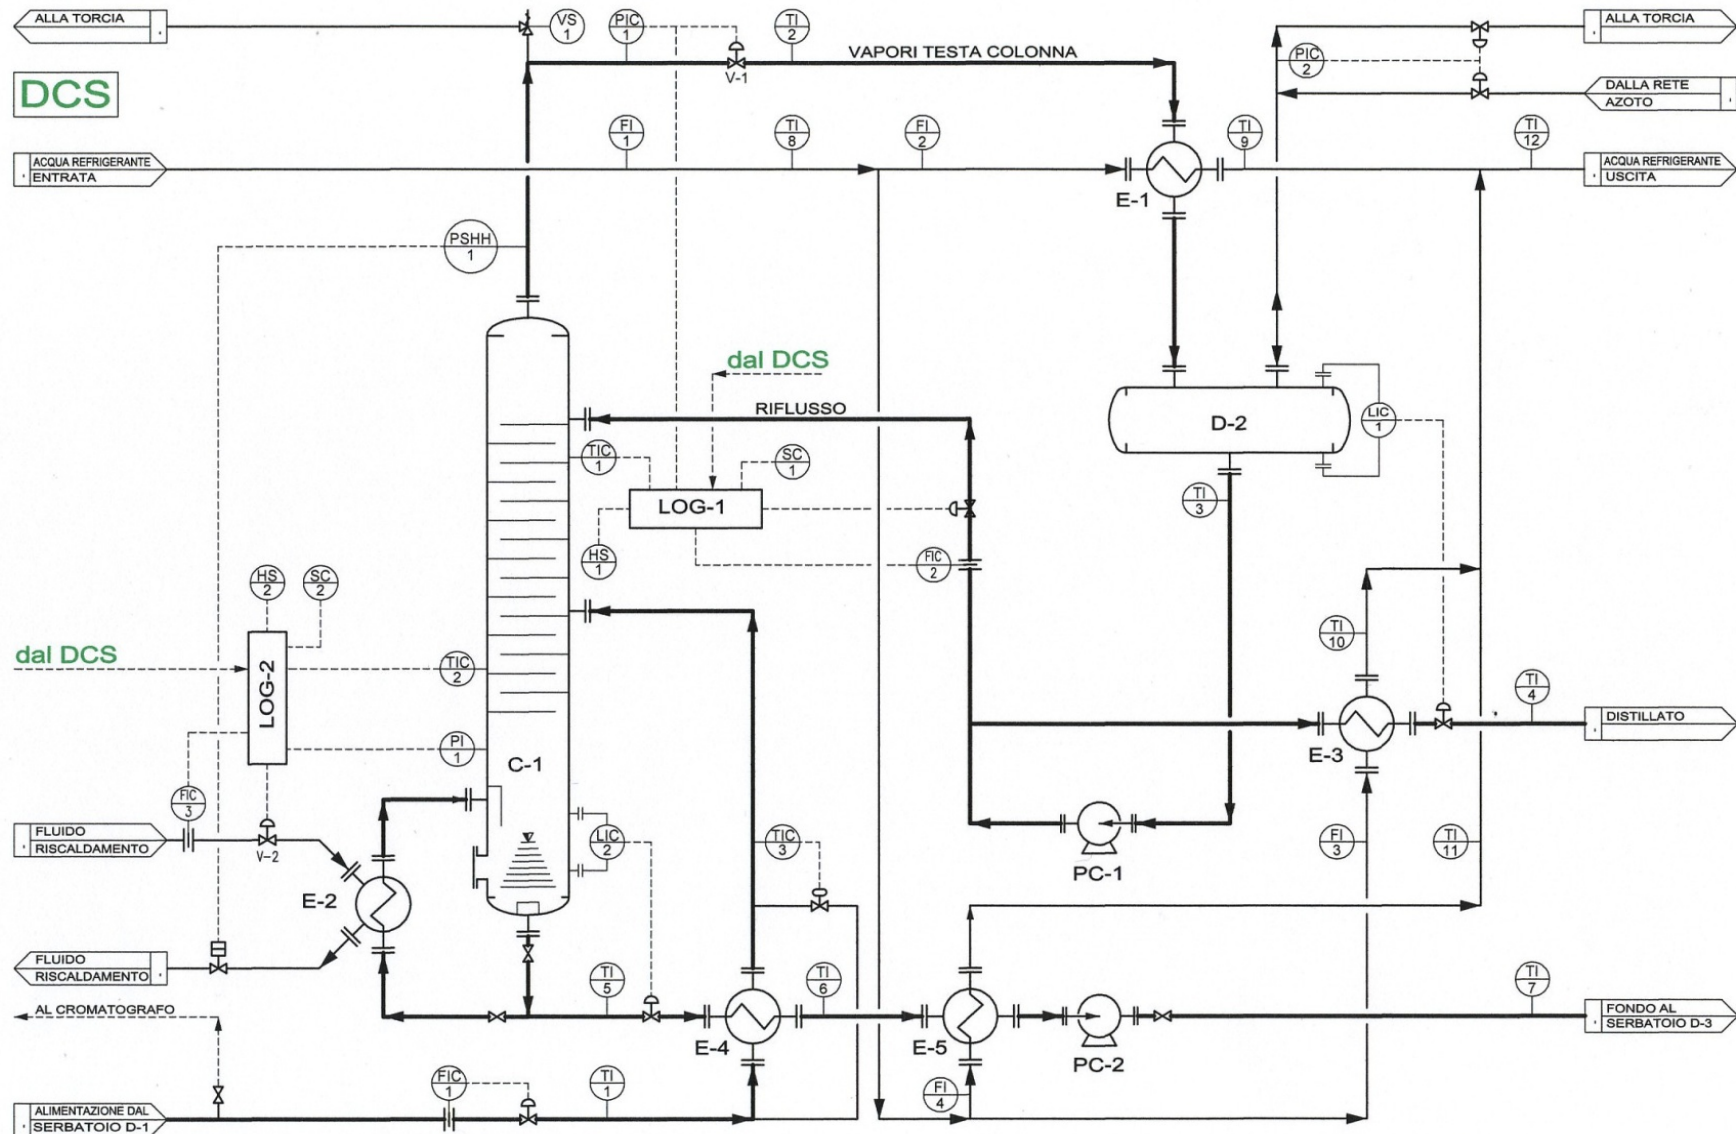 ALLA TORCIA
VS
1
PIC
1
TI
2
V-1
VAPORI TESTA COLONNA
PIC
2
ALLA TORCIA
DCS
DALLA RETE
AZOTO
FI
1
TI
8
FI
2
TI
9
TI
12
ACQUA REFRIGERANTE
ENTRATA
E-1
ACQUA REFRIGERANTE
USCITA
PSHH
1
dal DCS
RIFLUSSO
D-2
LIC
1
TIC
1
SC
1
LOG-1
TI
3
HS
1
FIC
2
HS
2
SC
2
TI
10
dal DCS
LOG-2
TIC
2
TI
4
DISTILLATO
E-3
PI
1
C-1
FIC
3
FLUIDO
RISCALDAMENTO
V-2
LIC
2
TIC
3
PC-1
FI
3
TI
11
E-2
FLUIDO
RISCALDAMENTO
TI
5
TI
6
TI
7
AL CROMATOGRAFO
E-4
E-5
PC-2
FONDO AL
SERBATOIO D-3
FIC
1
TI
1
FI
4
ALIMENTAZIONE DAL
SERBATOIO D-1